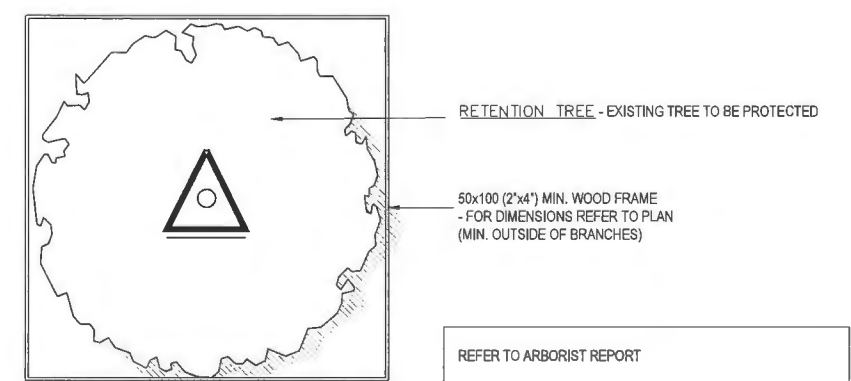 RETENTION TREE - EXISTING TREE TO BE PROTECTED
50x100 (2"x4") MIN. WOOD FRAME
- FOR DIMENSIONS REFER TO PLAN
(MIN. OUTSIDE OF BRANCHES)
REFER TO ARBORIST REPORT